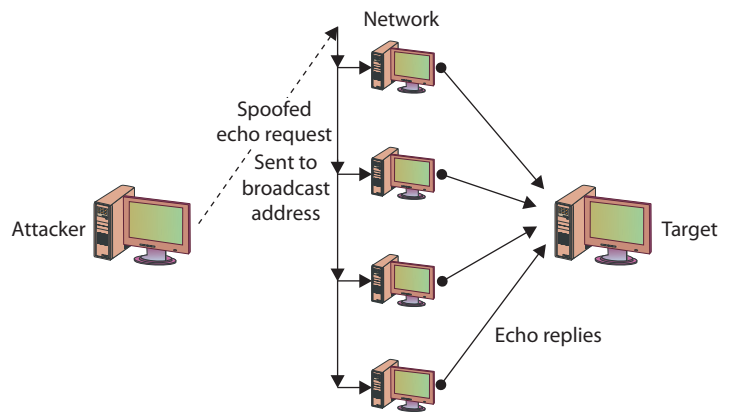 Network
Spoofed
echo request
Sent to
broadcast
address
Attacker
Target
Echo replies